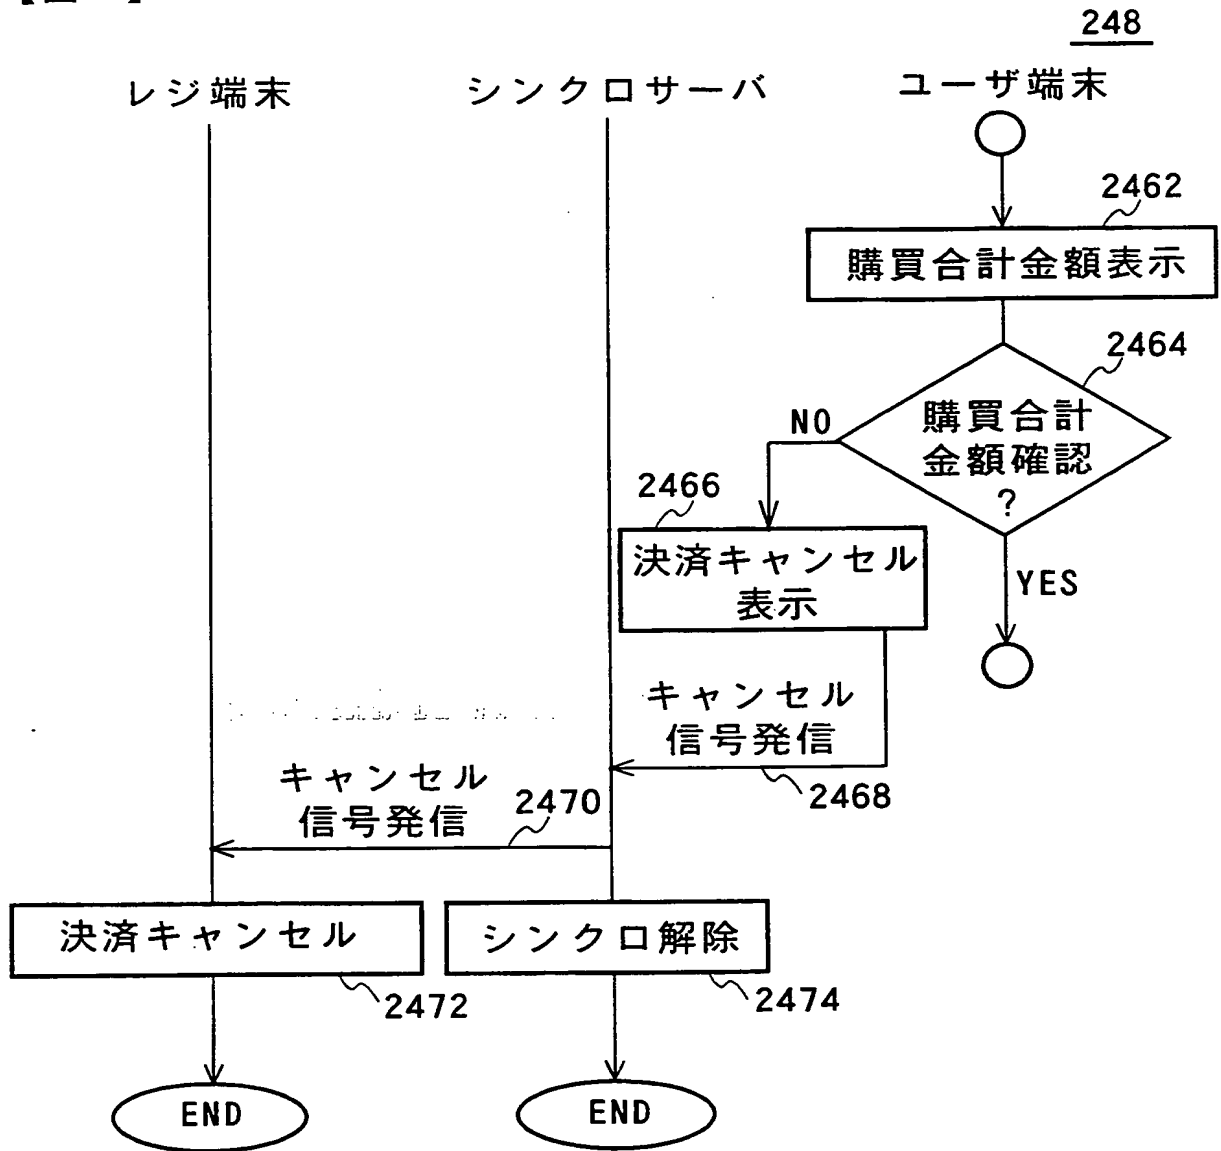 248
レジ端末
シンクロサーバ
ユーザ端末
2462
購買合計金額表示
2464
購買合計
金額確認
?
NO
YES
2466
決済キャンセル
表示
キャンセル
信号発信
2468
キャンセル
信号発信
2470
決済キャンセル
2472
シンクロ解除
2474
END
END